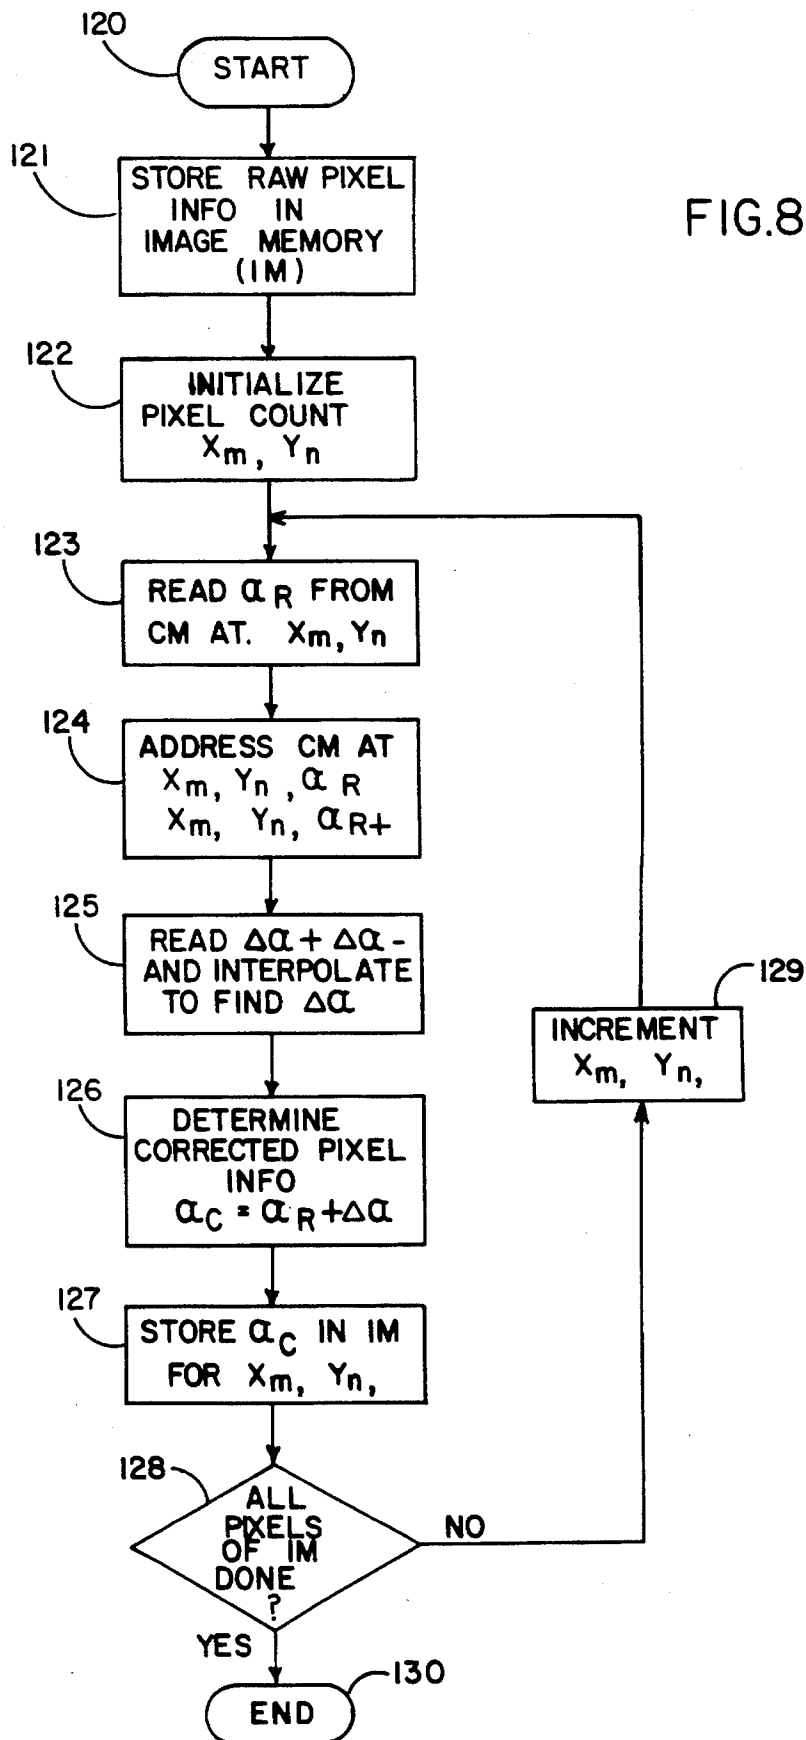 120
START
121
STORE RAW PIXEL
INFO IN
IMAGE MEMORY
(IM)
FIG.8
122
INITIALIZE
PIXEL COUNT
Xm, Yn
123
READ αR FROM
CM AT. Xm, Yn
124
ADDRESS CM AT
Xm, Yn, αR
Xm, Yn, αR+
125
READ Δα+ Δα-
AND INTERPOLATE
TO FIND Δα
129
INCREMENT
Xm, Yn,
126
DETERMINE
CORRECTED PIXEL
INFO
αC = αR+Δα
127
STORE αC IN IM
FOR Xm, Yn,
128
ALL
PIXELS
OF IM
DONE
?
NO
YES
130
END